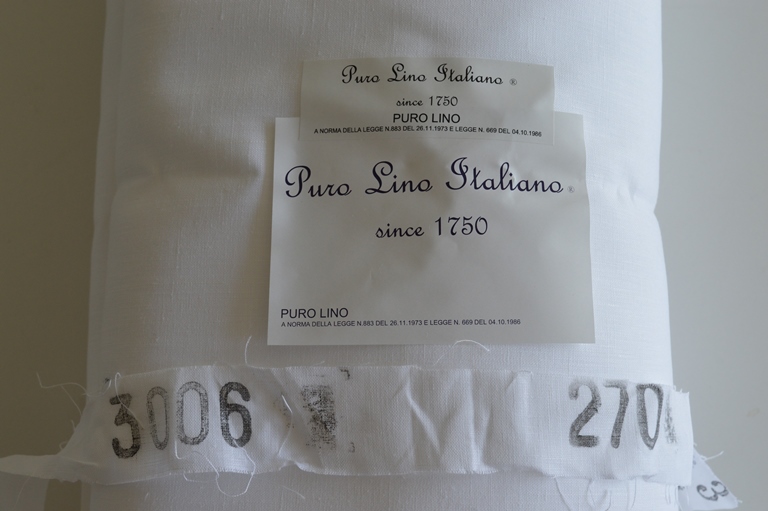 Puro Lino Italiano ®
since 1750
PURO LINO
A NORMA DELLA LEGGE N.883 DEL 26.11.1973 E LEGGE N. 669 DEL 04.10.1986
Puro Lino Italiano ®
since 1750
PURO LINO
A NORMA DELLA LEGGE N.883 DEL 26.11.1973 E LEGGE N. 669 DEL 04.10.1986
3006 270